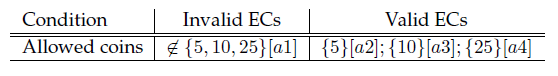 Condition Invalid ECs Valid ECs
Allowed coins ∉ {5, 10, 25}[a1] {5}[a2]; {10}[a3]; {25}[a4]